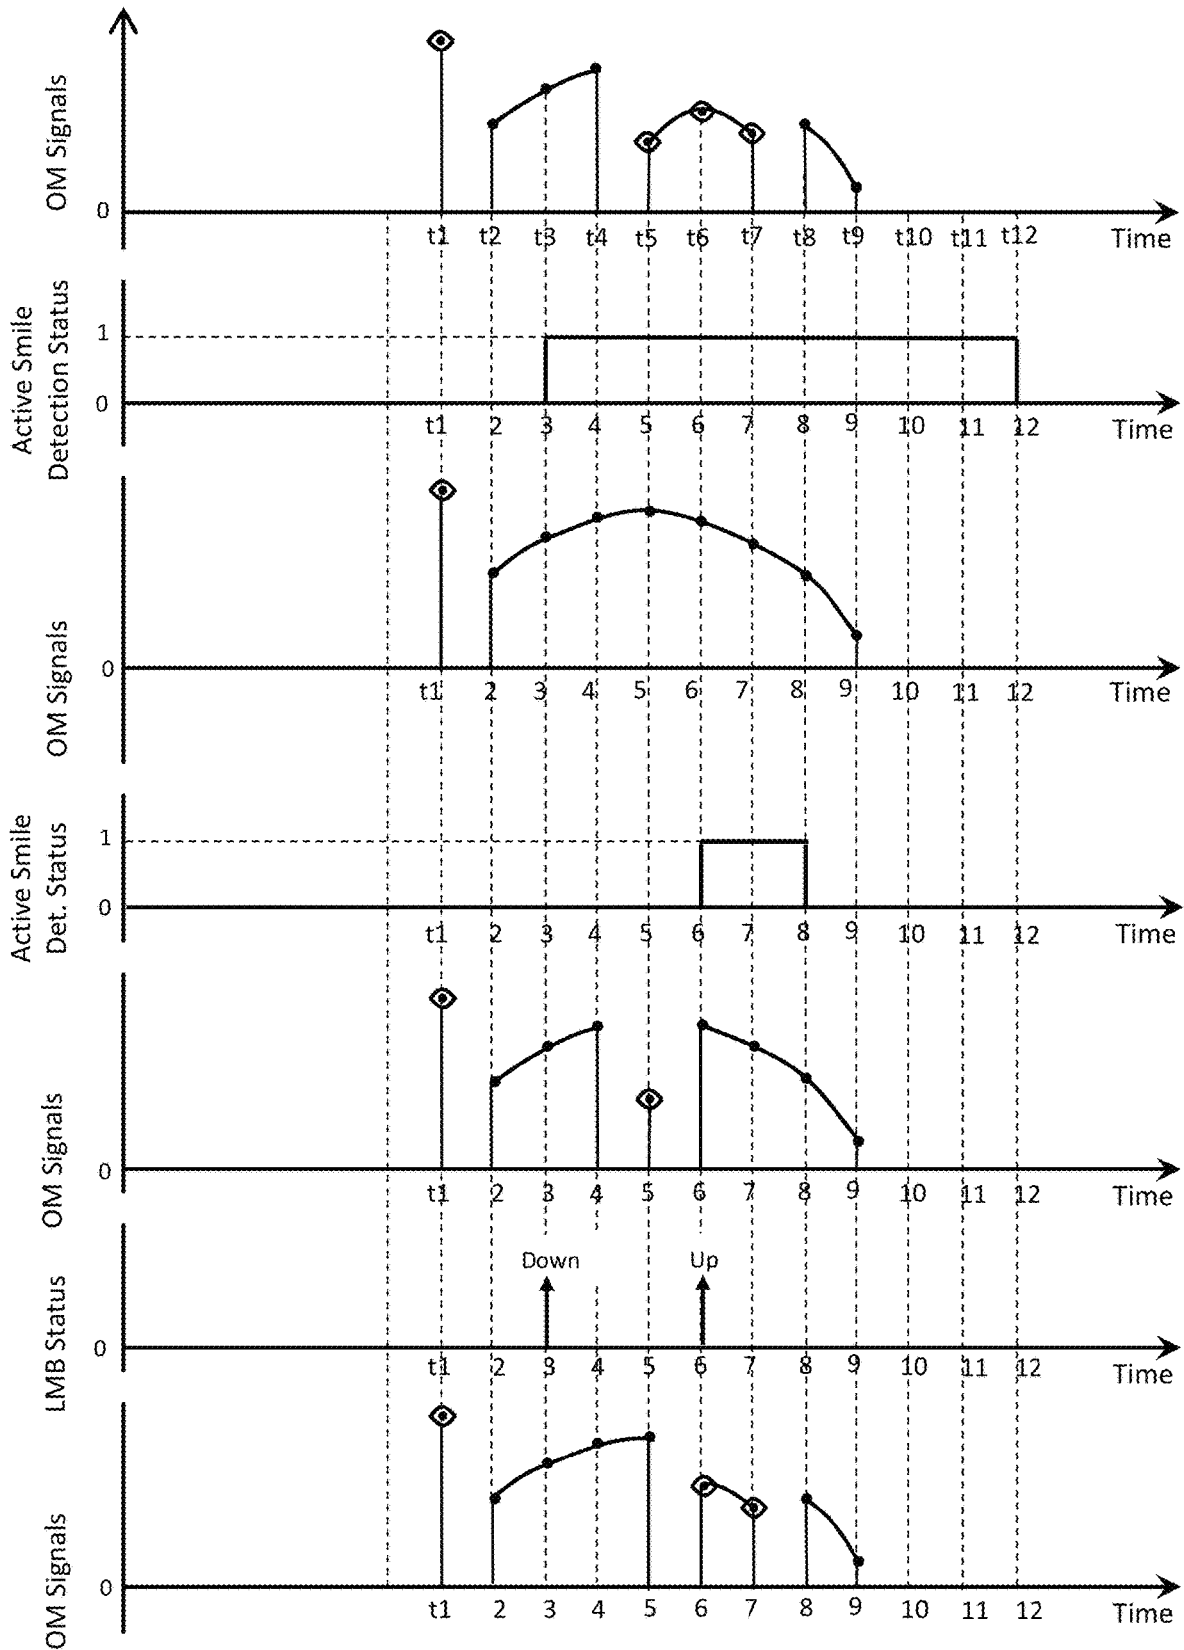 OM Signals
0
t1 t2 t3 t4 t5 t6 t7 t8 t9 t10 t11 t12 Time
Active Smile
Detection Status
1
0
t1 2 3 4 5 6 7 8 9 10 11 12 Time
OM Signals
0
t1 2 3 4 5 6 7 8 9 10 11 12 Time
Active Smile
Det. Status
1
0
t1 2 3 4 5 6 7 8 9 10 11 12 Time
OM Signals
0
t1 2 3 4 5 6 7 8 9 10 11 12 Time
LMB Status
Down Up
0
t1 2 3 4 5 6 7 8 9 10 11 12 Time
OM Signals
0
t1 2 3 4 5 6 7 8 9 10 11 12 Time